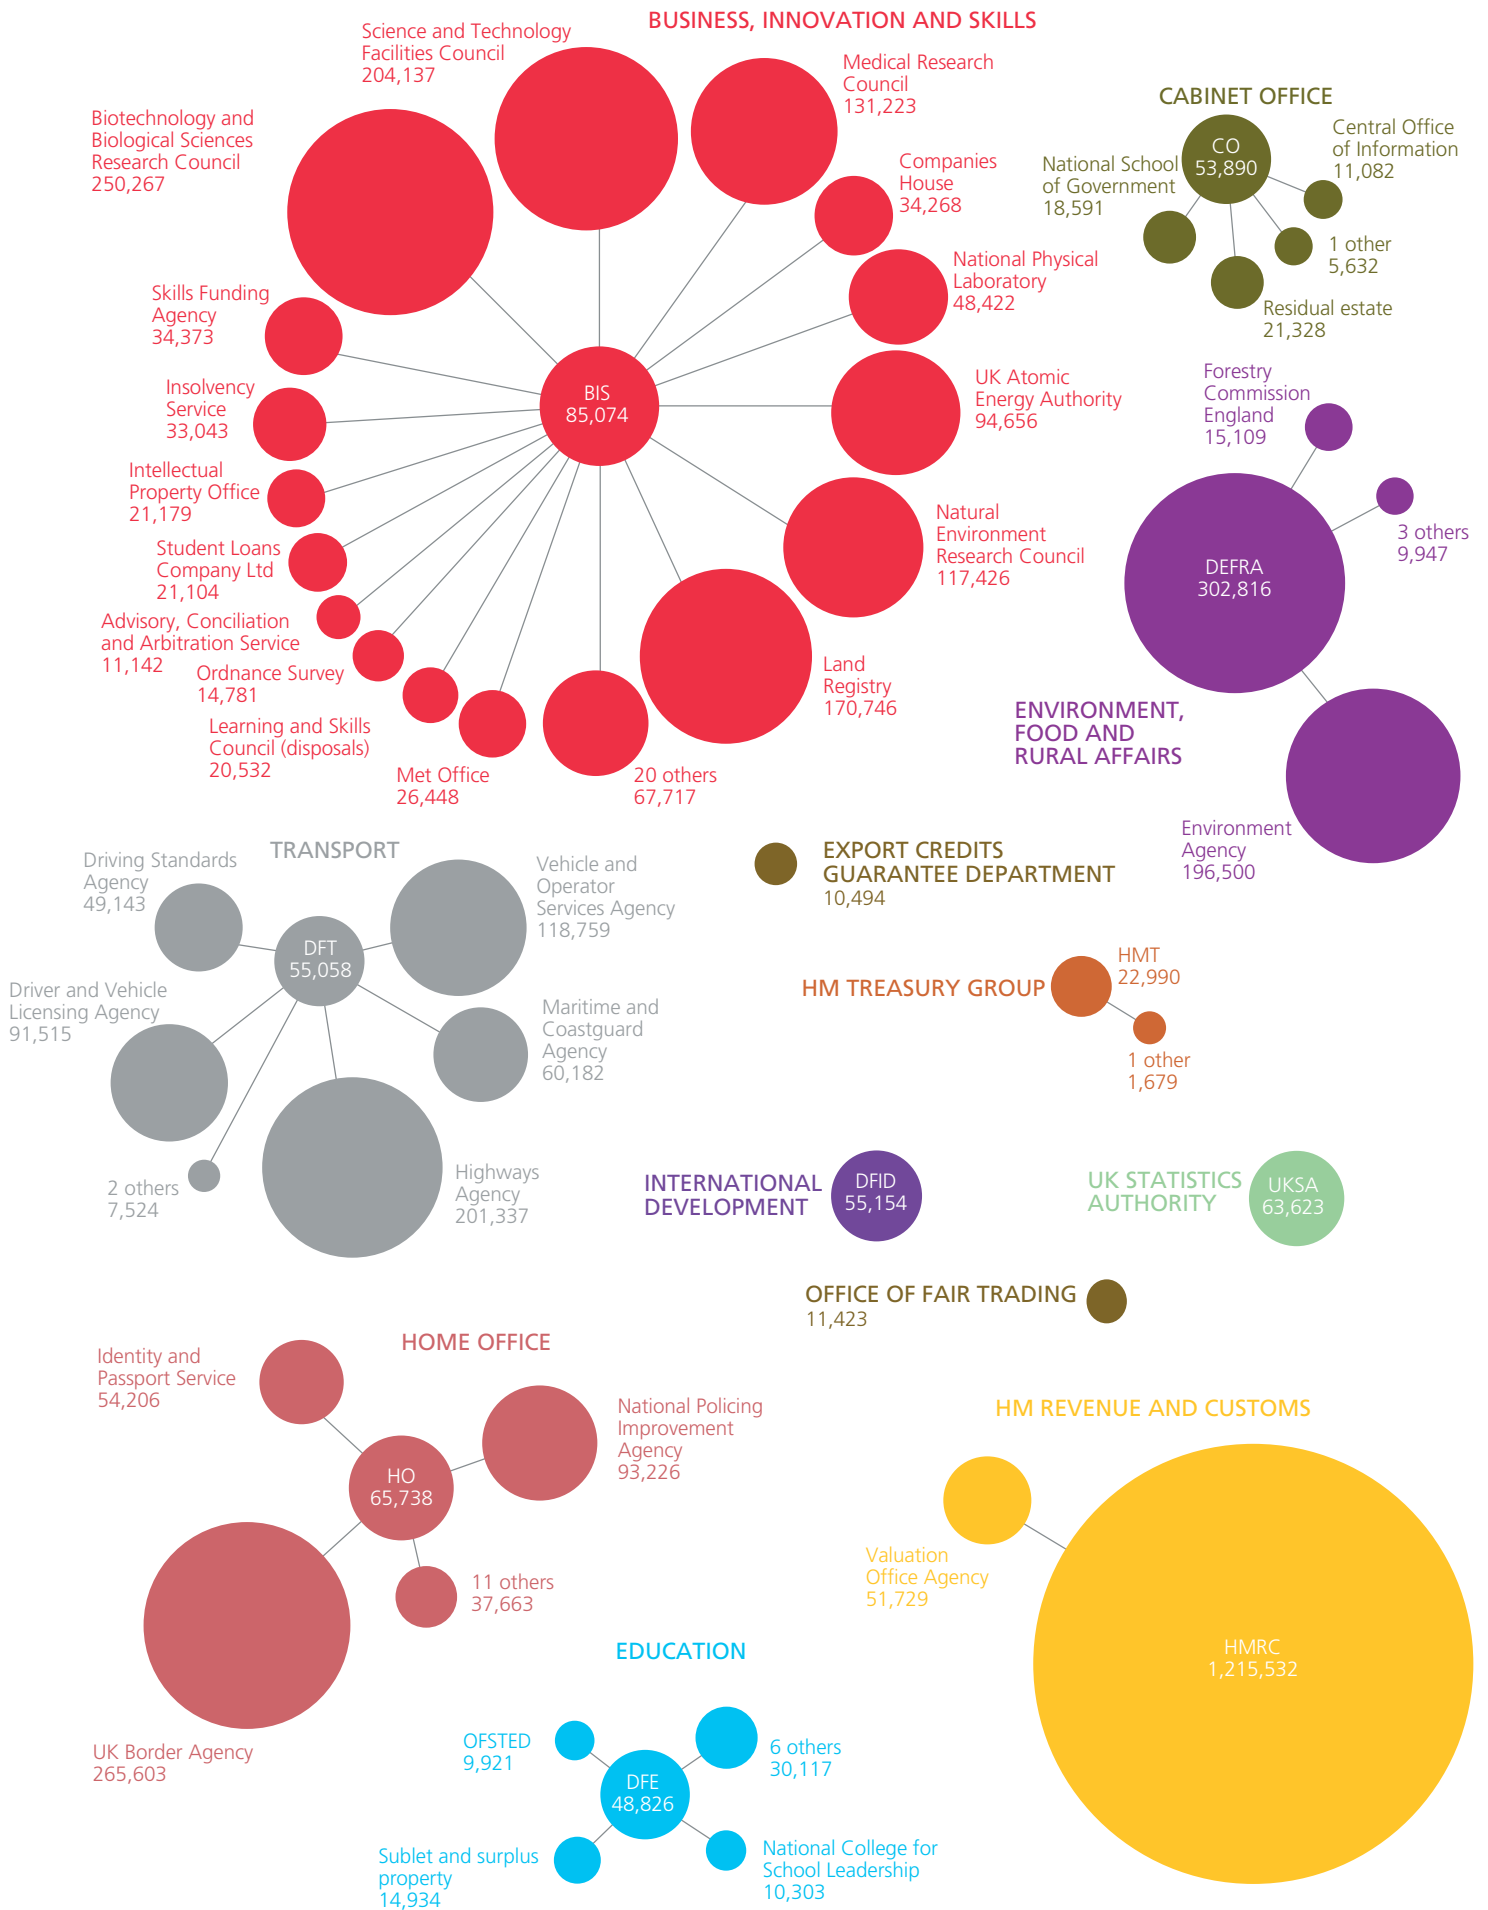 BUSINESS, INNOVATION AND SKILLS
Science and Technology
Facilities Council
204,137
Medical Research
Council
131,223
Biotechnology and
Biological Sciences
Research Council
250,267
Companies
House
34,268
National Physical
Laboratory
48,422
Skills Funding
Agency
34,373
UK Atomic
Energy Authority
94,656
BIS
85,074
Insolvency
Service
33,043
Intellectual
Property Office
21,179
Natural
Environment
Research Council
117,426
Student Loans
Company Ltd
21,104
Advisory, Conciliation
and Arbitration Service
11,142
Ordnance Survey
14,781
Land
Registry
170,746
Learning and Skills
Council (disposals)
20,532
Met Office
26,448
20 others
67,717
CABINET OFFICE
CO
53,890
Central Office
of Information
11,082
National School
of Government
18,591
1 other
5,632
Residual estate
21,328
Forestry
Commission
England
15,109
3 others
9,947
DEFRA
302,816
ENVIRONMENT,
FOOD AND
RURAL AFFAIRS
Environment
Agency
196,500
TRANSPORT
Driving Standards
Agency
49,143
Vehicle and
Operator
Services Agency
118,759
DFT
55,058
Driver and Vehicle
Licensing Agency
91,515
Maritime and
Coastguard
Agency
60,182
2 others
7,524
Highways
Agency
201,337
EXPORT CREDITS
GUARANTEE DEPARTMENT
10,494
HM TREASURY GROUP
HMT
22,990
1 other
1,679
INTERNATIONAL
DEVELOPMENT
DFID
55,154
UK STATISTICS
AUTHORITY
UKSA
63,623
OFFICE OF FAIR TRADING
11,423
HOME OFFICE
Identity and
Passport Service
54,206
National Policing
Improvement
Agency
93,226
HO
65,738
11 others
37,663
UK Border Agency
265,603
HM REVENUE AND CUSTOMS
Valuation
Office Agency
51,729
HMRC
1,215,532
EDUCATION
OFSTED
9,921
6 others
30,117
DFE
48,826
Sublet and surplus
property
14,934
National College for
School Leadership
10,303